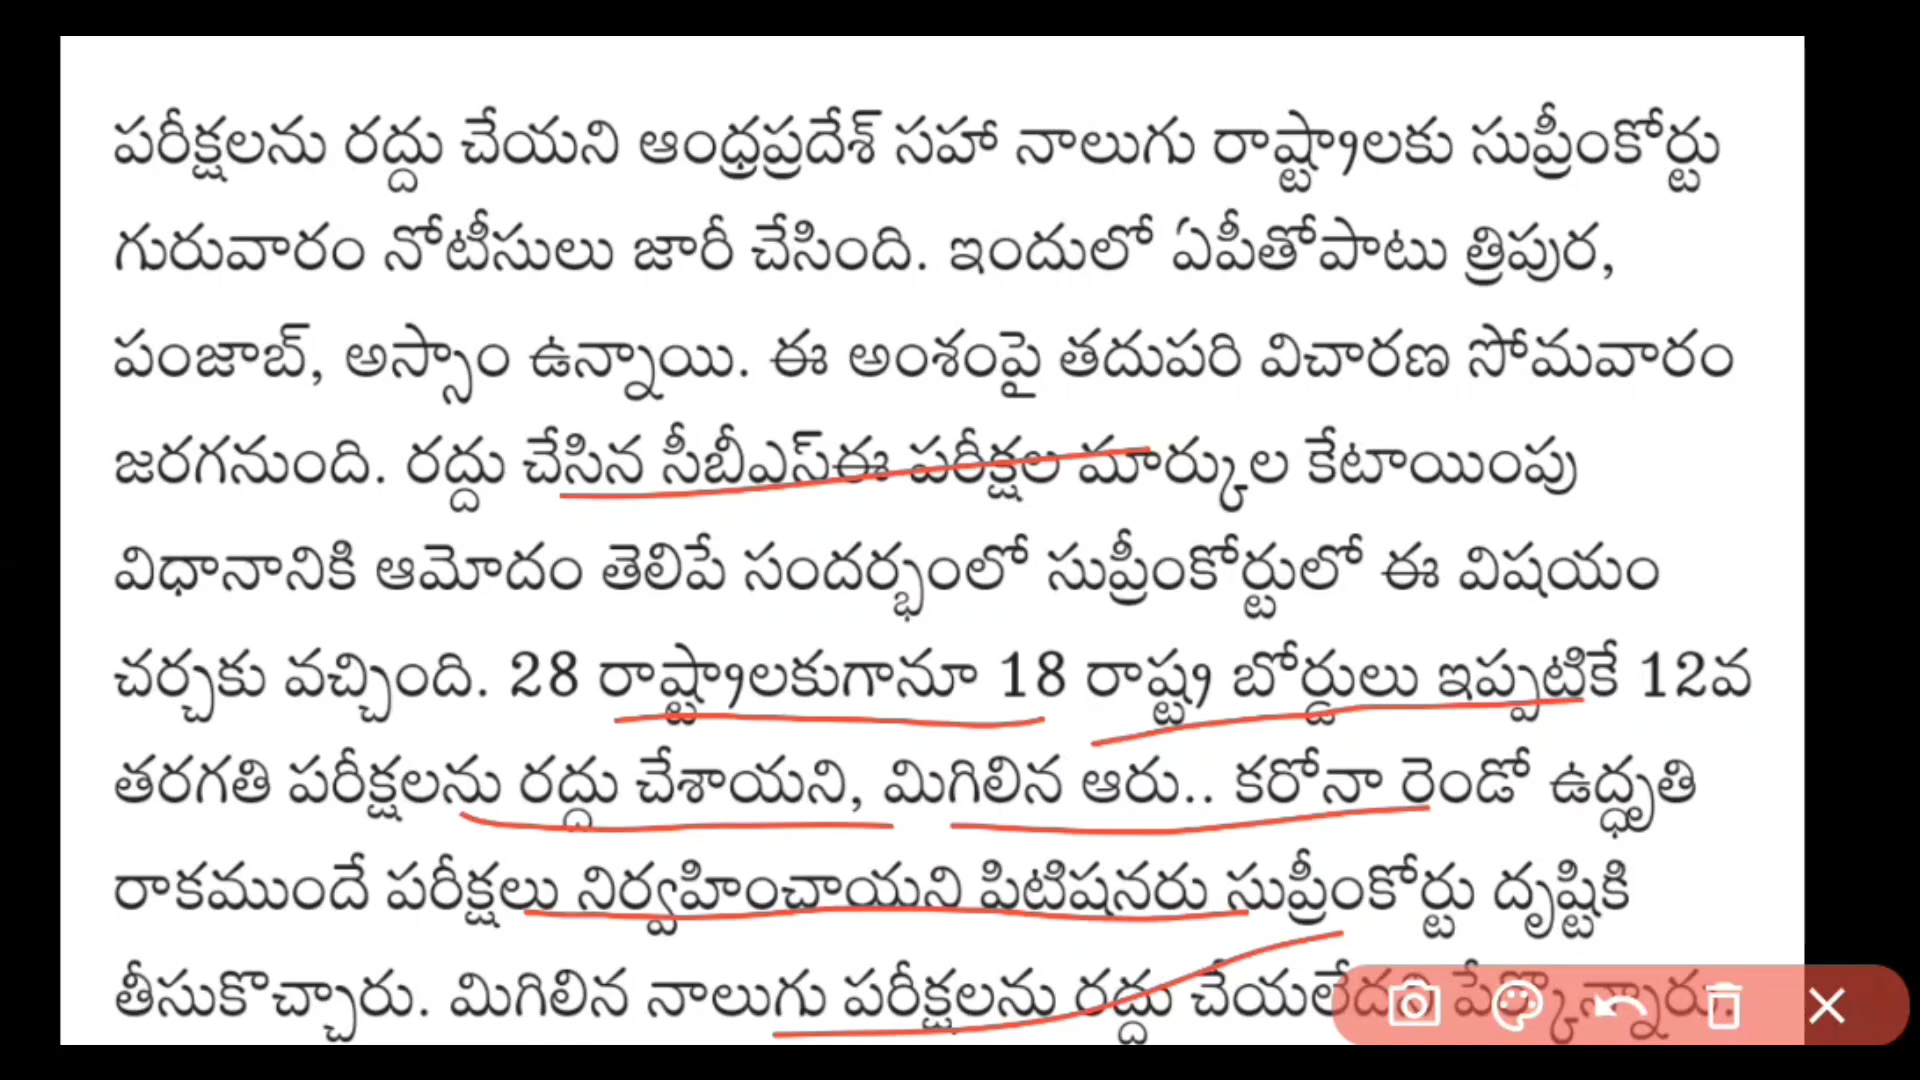 పరీక్షలను రద్దు చేయని ఆంధ్రప్రదేశ్ సహా నాలుగు రాష్ట్రాలకు సుప్రీంకోర్టు
గురువారం నోటీసులు జారీ చేసింది. ఇందులో ఏపీతోపాటు త్రిపుర,
పంజాబ్, అస్సాం ఉన్నాయి. ఈ అంశంపై తదుపరి విచారణ సోమవారం
జరగనుంది. రద్దు చేసిన సీబీఎస్ఈ పరీక్షల మార్కుల కేటాయింపు
విధానానికి ఆమోదం తెలిపే సందర్భంలో సుప్రీంకోర్టులో ఈ విషయం
చర్చకు వచ్చింది. 28 రాష్ట్రాలకుగానూ 18 రాష్ట్ర బోర్డులు ఇప్పటికే 12వ
తరగతి పరీక్షలను రద్దు చేశాయని, మిగిలిన ఆరు.. కరోనా రెండో ఉద్ధృతి
రాకముందే పరీక్షలు నిర్వహించాయని పిటిషనరు సుప్రీంకోర్టు దృష్టికి
తీసుకొచ్చారు. మిగిలిన నాలుగు పరీక్షలను రద్దు చేయలేదని పేర్కొన్నారు.